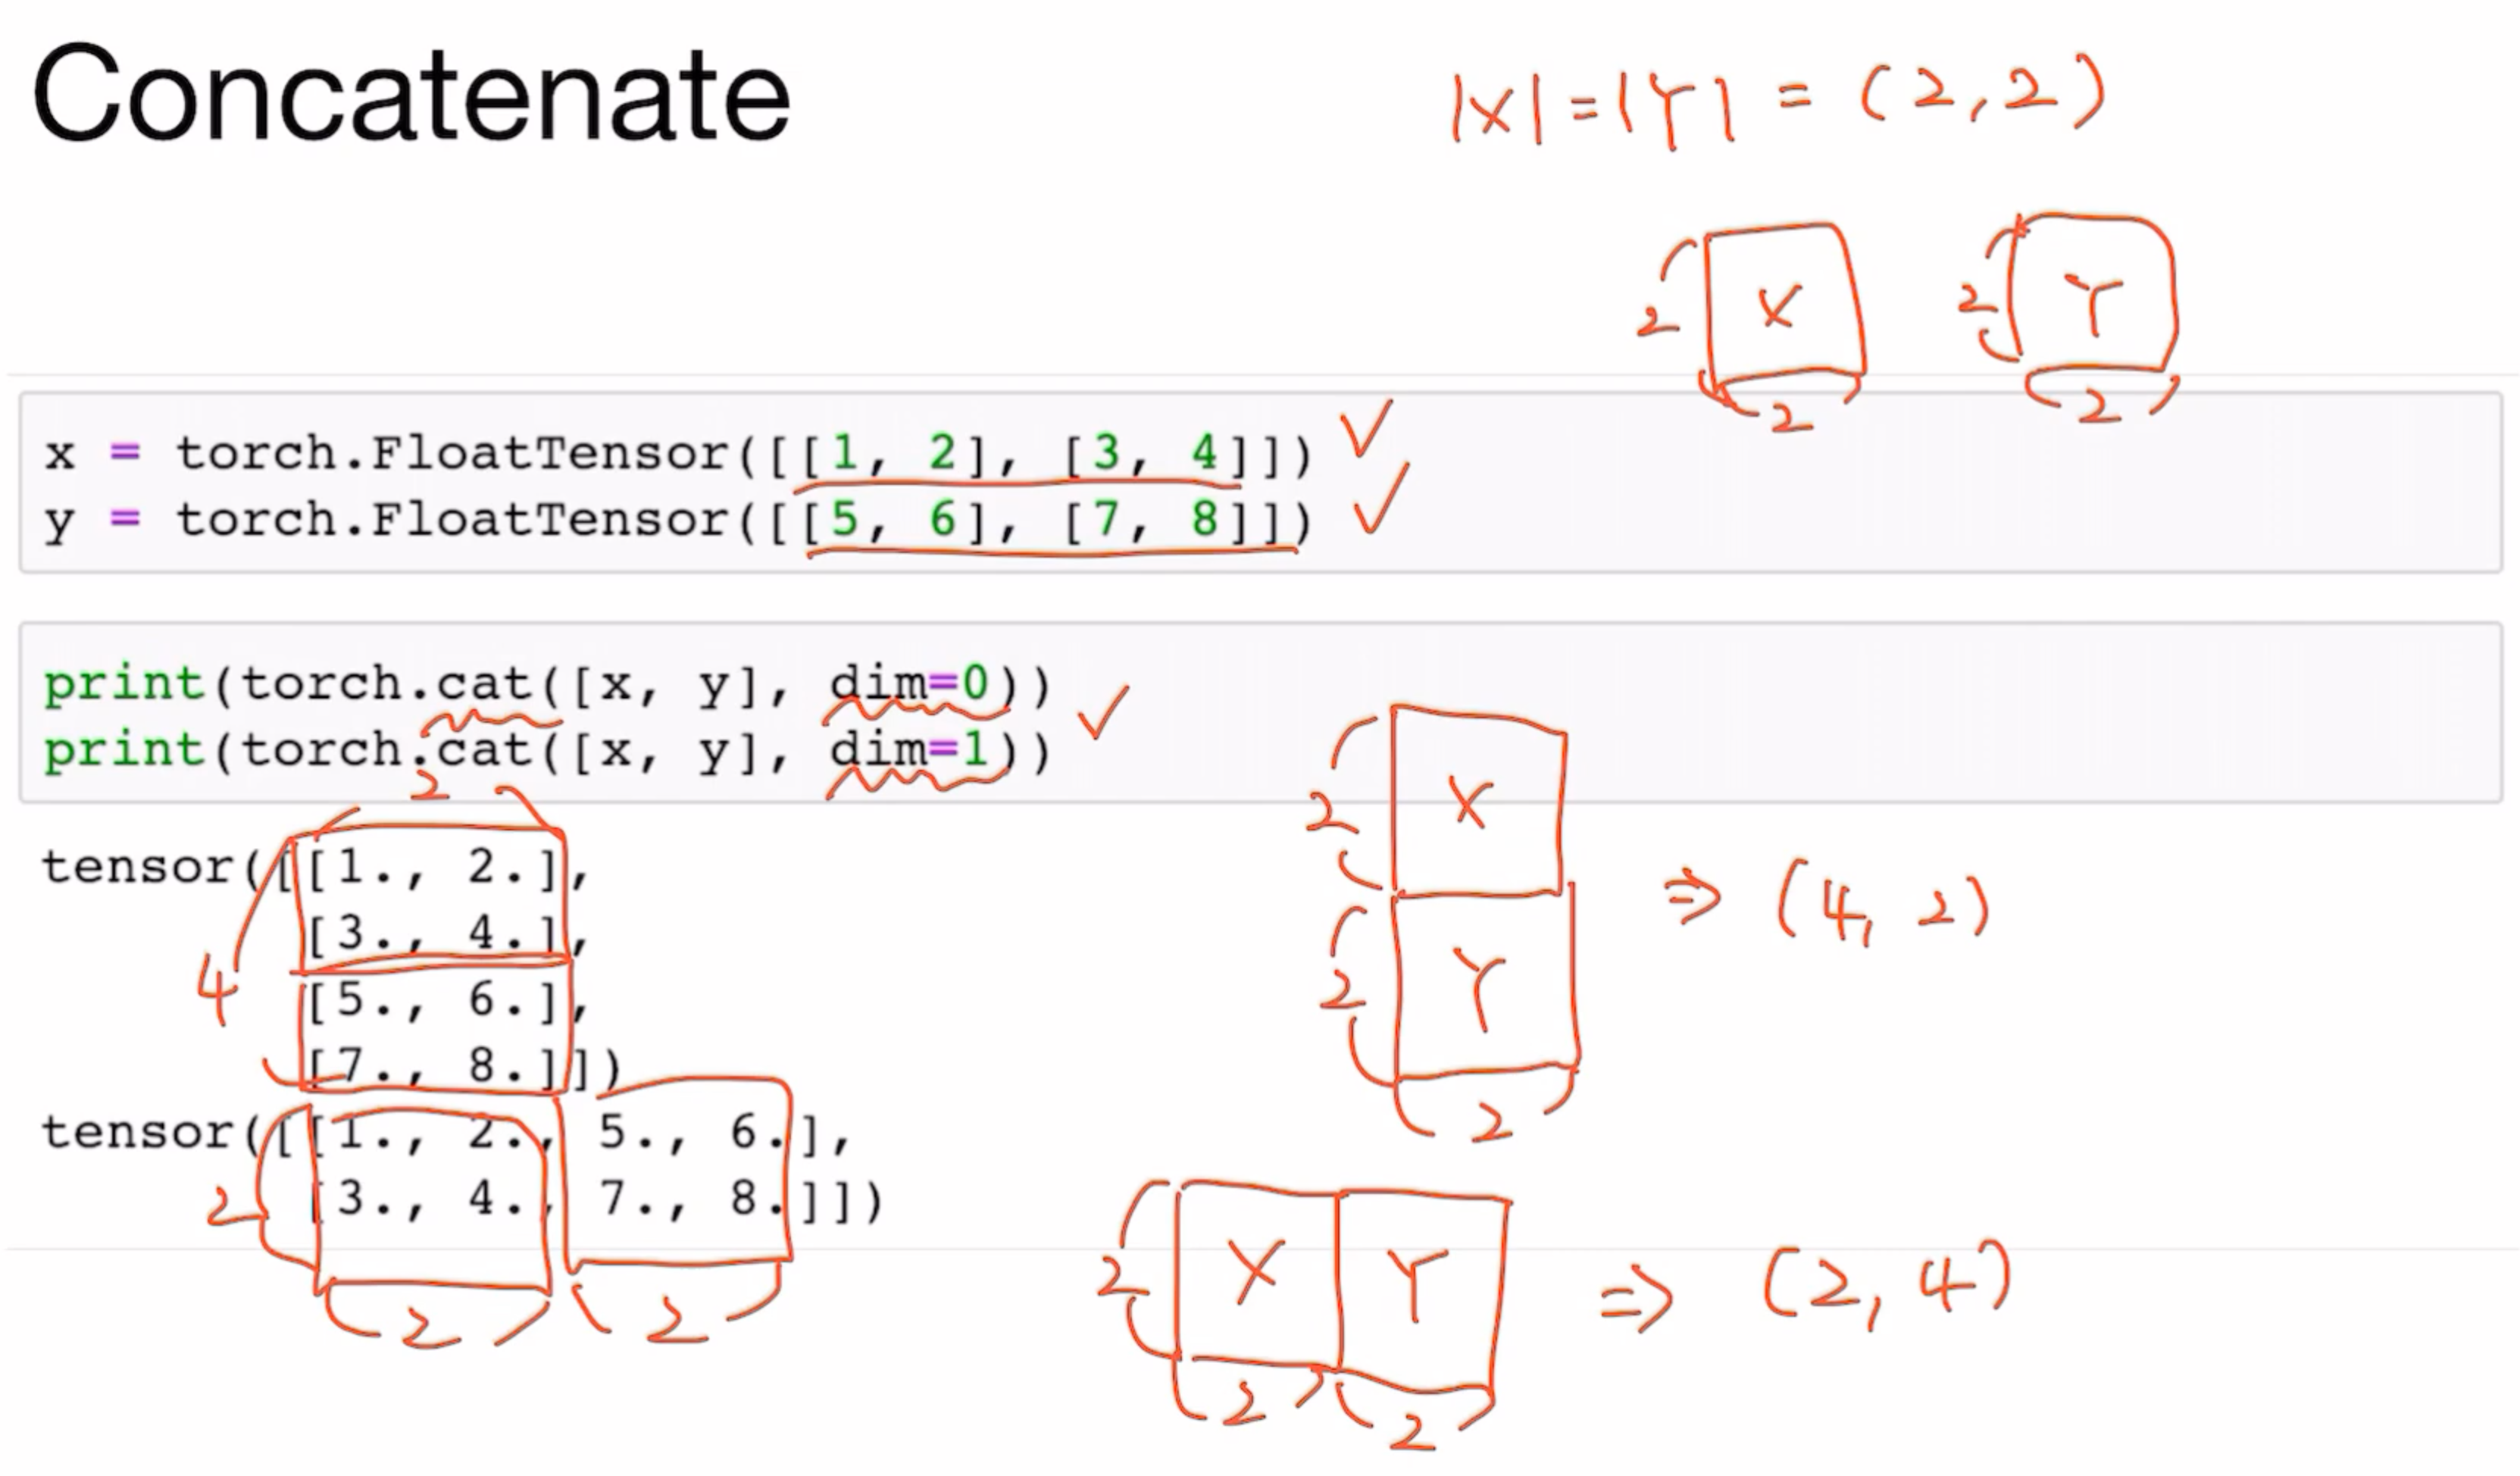 Concatenate
|X| = |Y| = (2, 2)
2 X 2 Y
2 2
x = torch.FloatTensor([[1, 2], [3, 4]])
y = torch.FloatTensor([[5, 6], [7, 8]])
print(torch.cat([x, y], dim=0))
print(torch.cat([x, y], dim=1))
2
tensor([[1., 2.],
[3., 4.],
[5., 6.],
[7., 8.]])
4
tensor([[1., 2., 5., 6.],
[3., 4., 7., 8.]])
2
2 2
2 X
⇒ (4, 2)
2 Y
2
2 X Y ⇒ (2, 4)
2 2